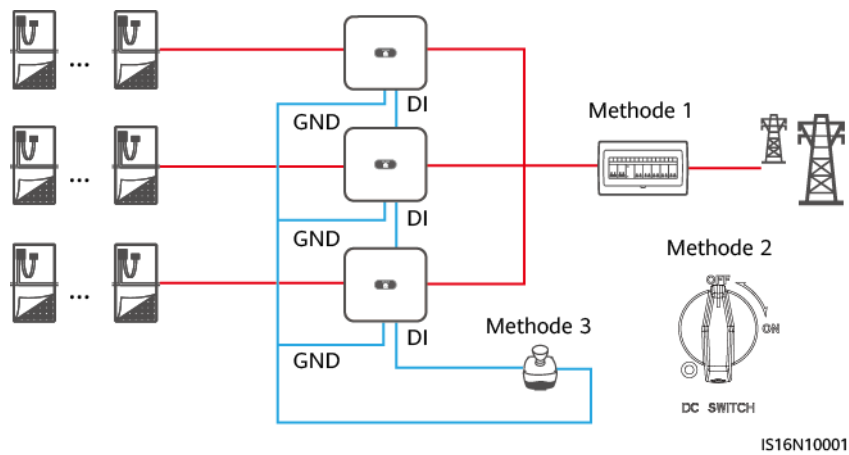 DI
Methode 1
GND
DI
Methode 2
GND
OFF
Methode 3
ON
DI
GND
DC SWITCH
IS16N10001